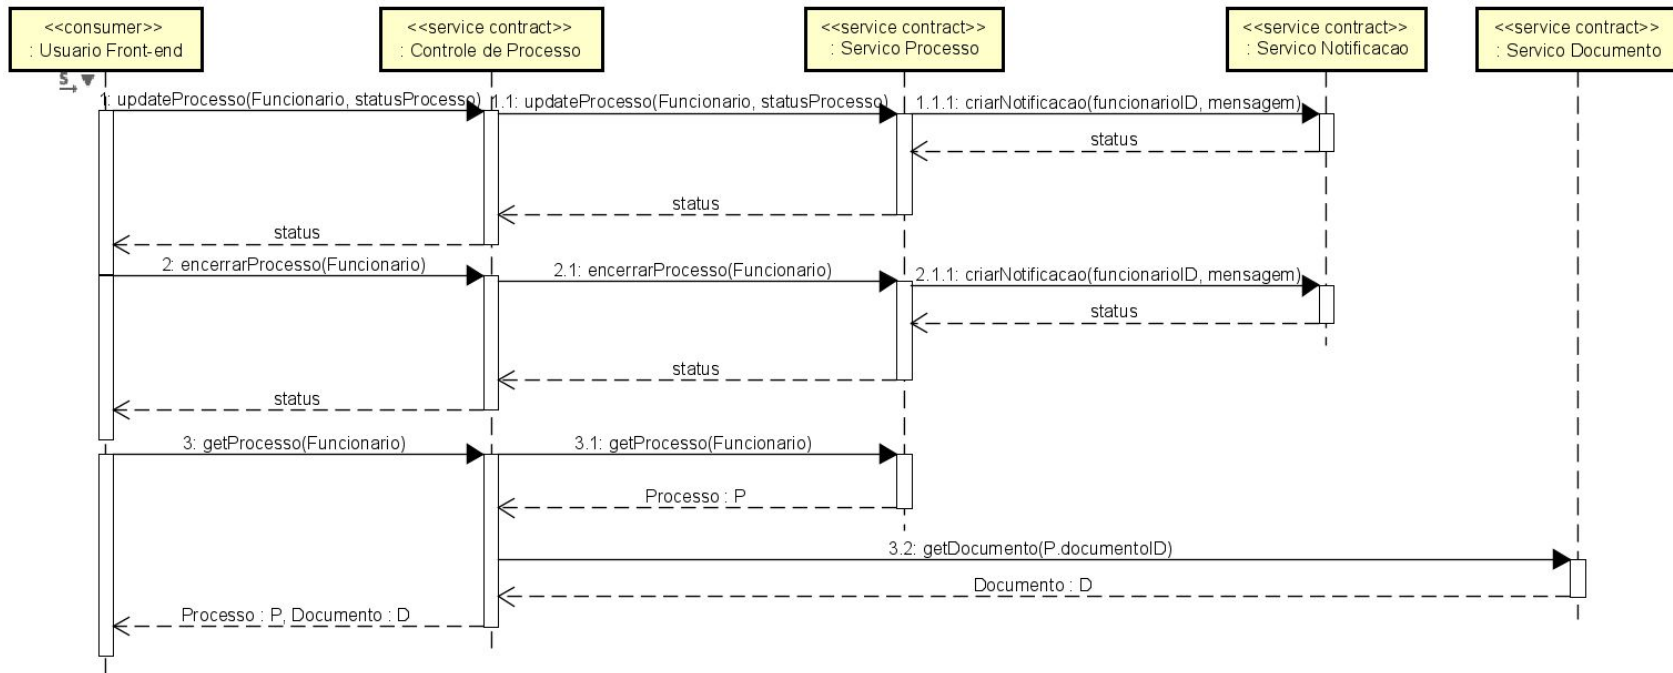 <<consumer>>
: Usuario Front-end
<<service contract>>
: Controle de Processo
<<service contract>>
: Servico Processo
<<service contract>>
: Servico Notificacao
<<service contract>>
: Servico Documento
1: updateProcesso(Funcionario, statusProcesso)
1.1: updateProcesso(Funcionario, statusProcesso)
1.1.1: criarNotificacao(funcionarioID, mensagem)
status
status
status
2: encerrarProcesso(Funcionario)
2.1: encerrarProcesso(Funcionario)
2.1.1: criarNotificacao(funcionarioID, mensagem)
status
status
status
3: getProcesso(Funcionario)
3.1: getProcesso(Funcionario)
Processo : P
3.2: getDocumento(P.documentoID)
Documento : D
Processo : P, Documento : D